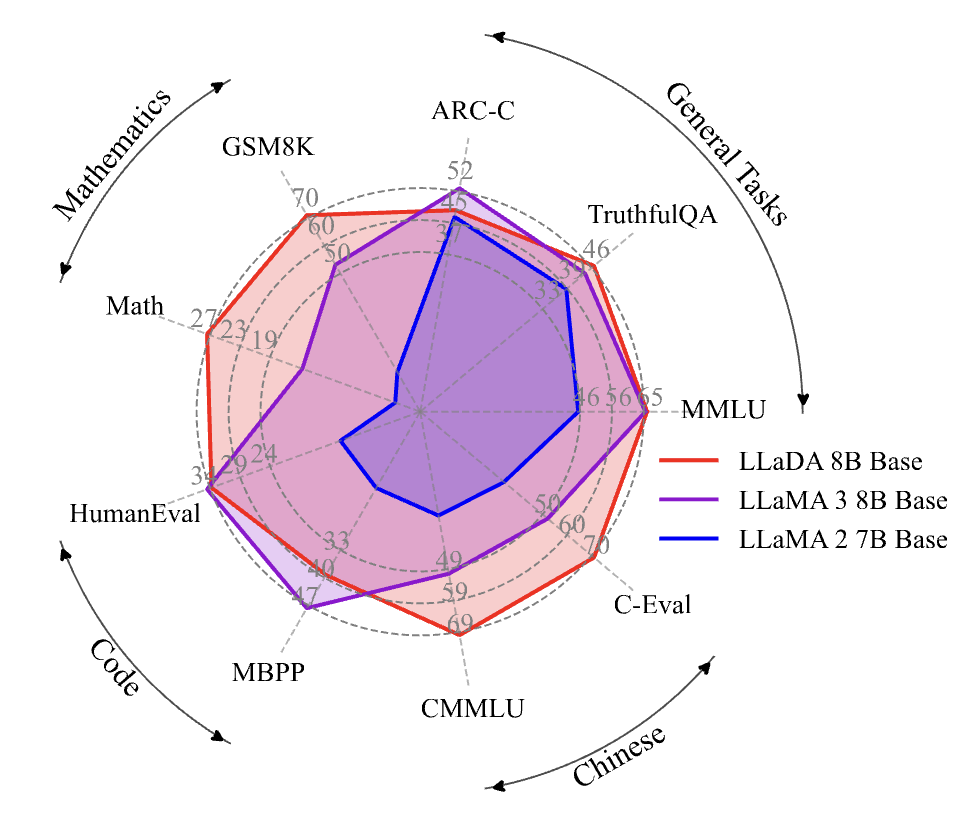 General Tasks
Mathematics
ARC-C
GSM8K
52
70
45
60
37
TruthfulQA
46
50
39
33
Math
27
23
19
46
56
65
MMLU
LLaDA 8B Base
LLaMA 3 8B Base
LLaMA 2 7B Base
34
29
24
HumanEval
50
60
70
33
40
47
49
59
69
C-Eval
MBPP
CMMLU
Code
Chinese